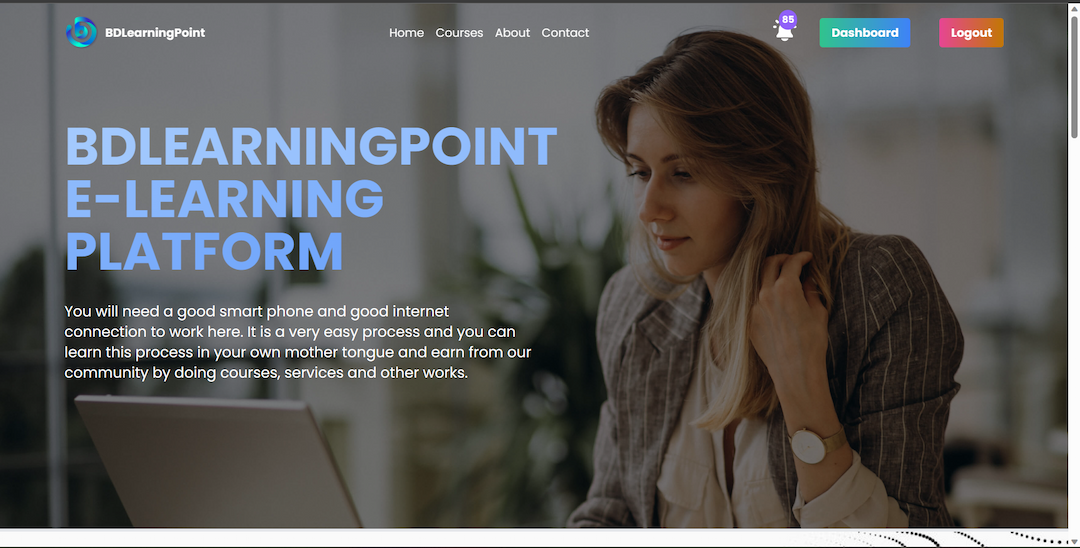 BDLearningPoint
Home Courses About Contact
85
Dashboard
Logout
BDLEARNINGPOINT
E-LEARNING
PLATFORM
You will need a good smart phone and good internet
connection to work here. It is a very easy process and you can
learn this process in your own mother tongue and earn from our
community by doing courses, services and other works.